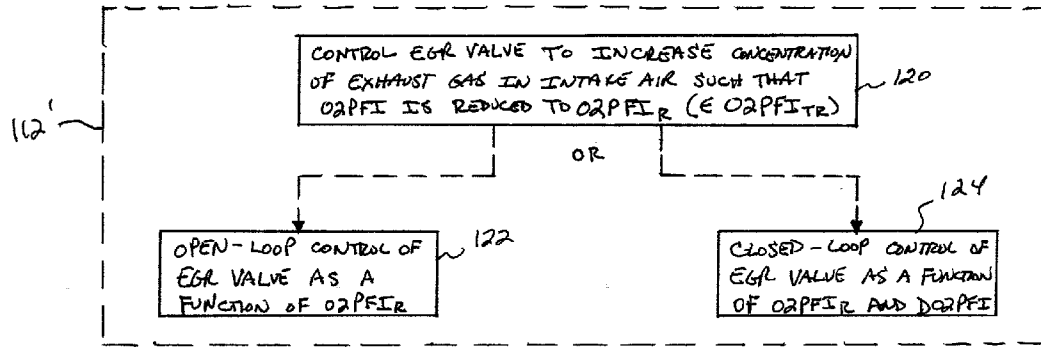 CONTROL EGR VALVE TO INCREASE CONCENTRATION
OF EXHAUST GAS IN INTAKE AIR SUCH THAT
O2PFI IS REDUCED TO O2PFIR (∈ O2PFITR)
120
112'
OR
124
OPEN-LOOP CONTROL OF
EGR VALVE AS A
FUNCTION OF O2PFIR
122
CLOSED-LOOP CONTROL OF
EGR VALVE AS A FUNCTION
OF O2PFIR AND DO2PFI